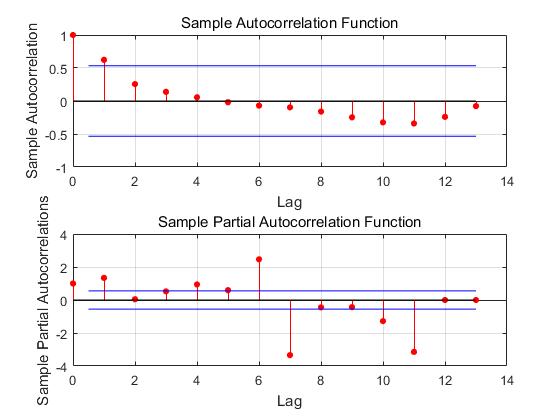 Sample Autocorrelation Function
Sample Autocorrelation
1
0.5
0
-0.5
-1
0 2 4 6 8 10 12 14
Lag
Sample Partial Autocorrelation Function
Sample Partial Autocorrelations
4
2
0
-2
-4
0 2 4 6 8 10 12 14
Lag